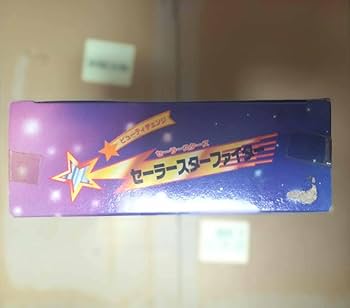 ビューティチェンジ
セーラースターズ
セーラースターファイター